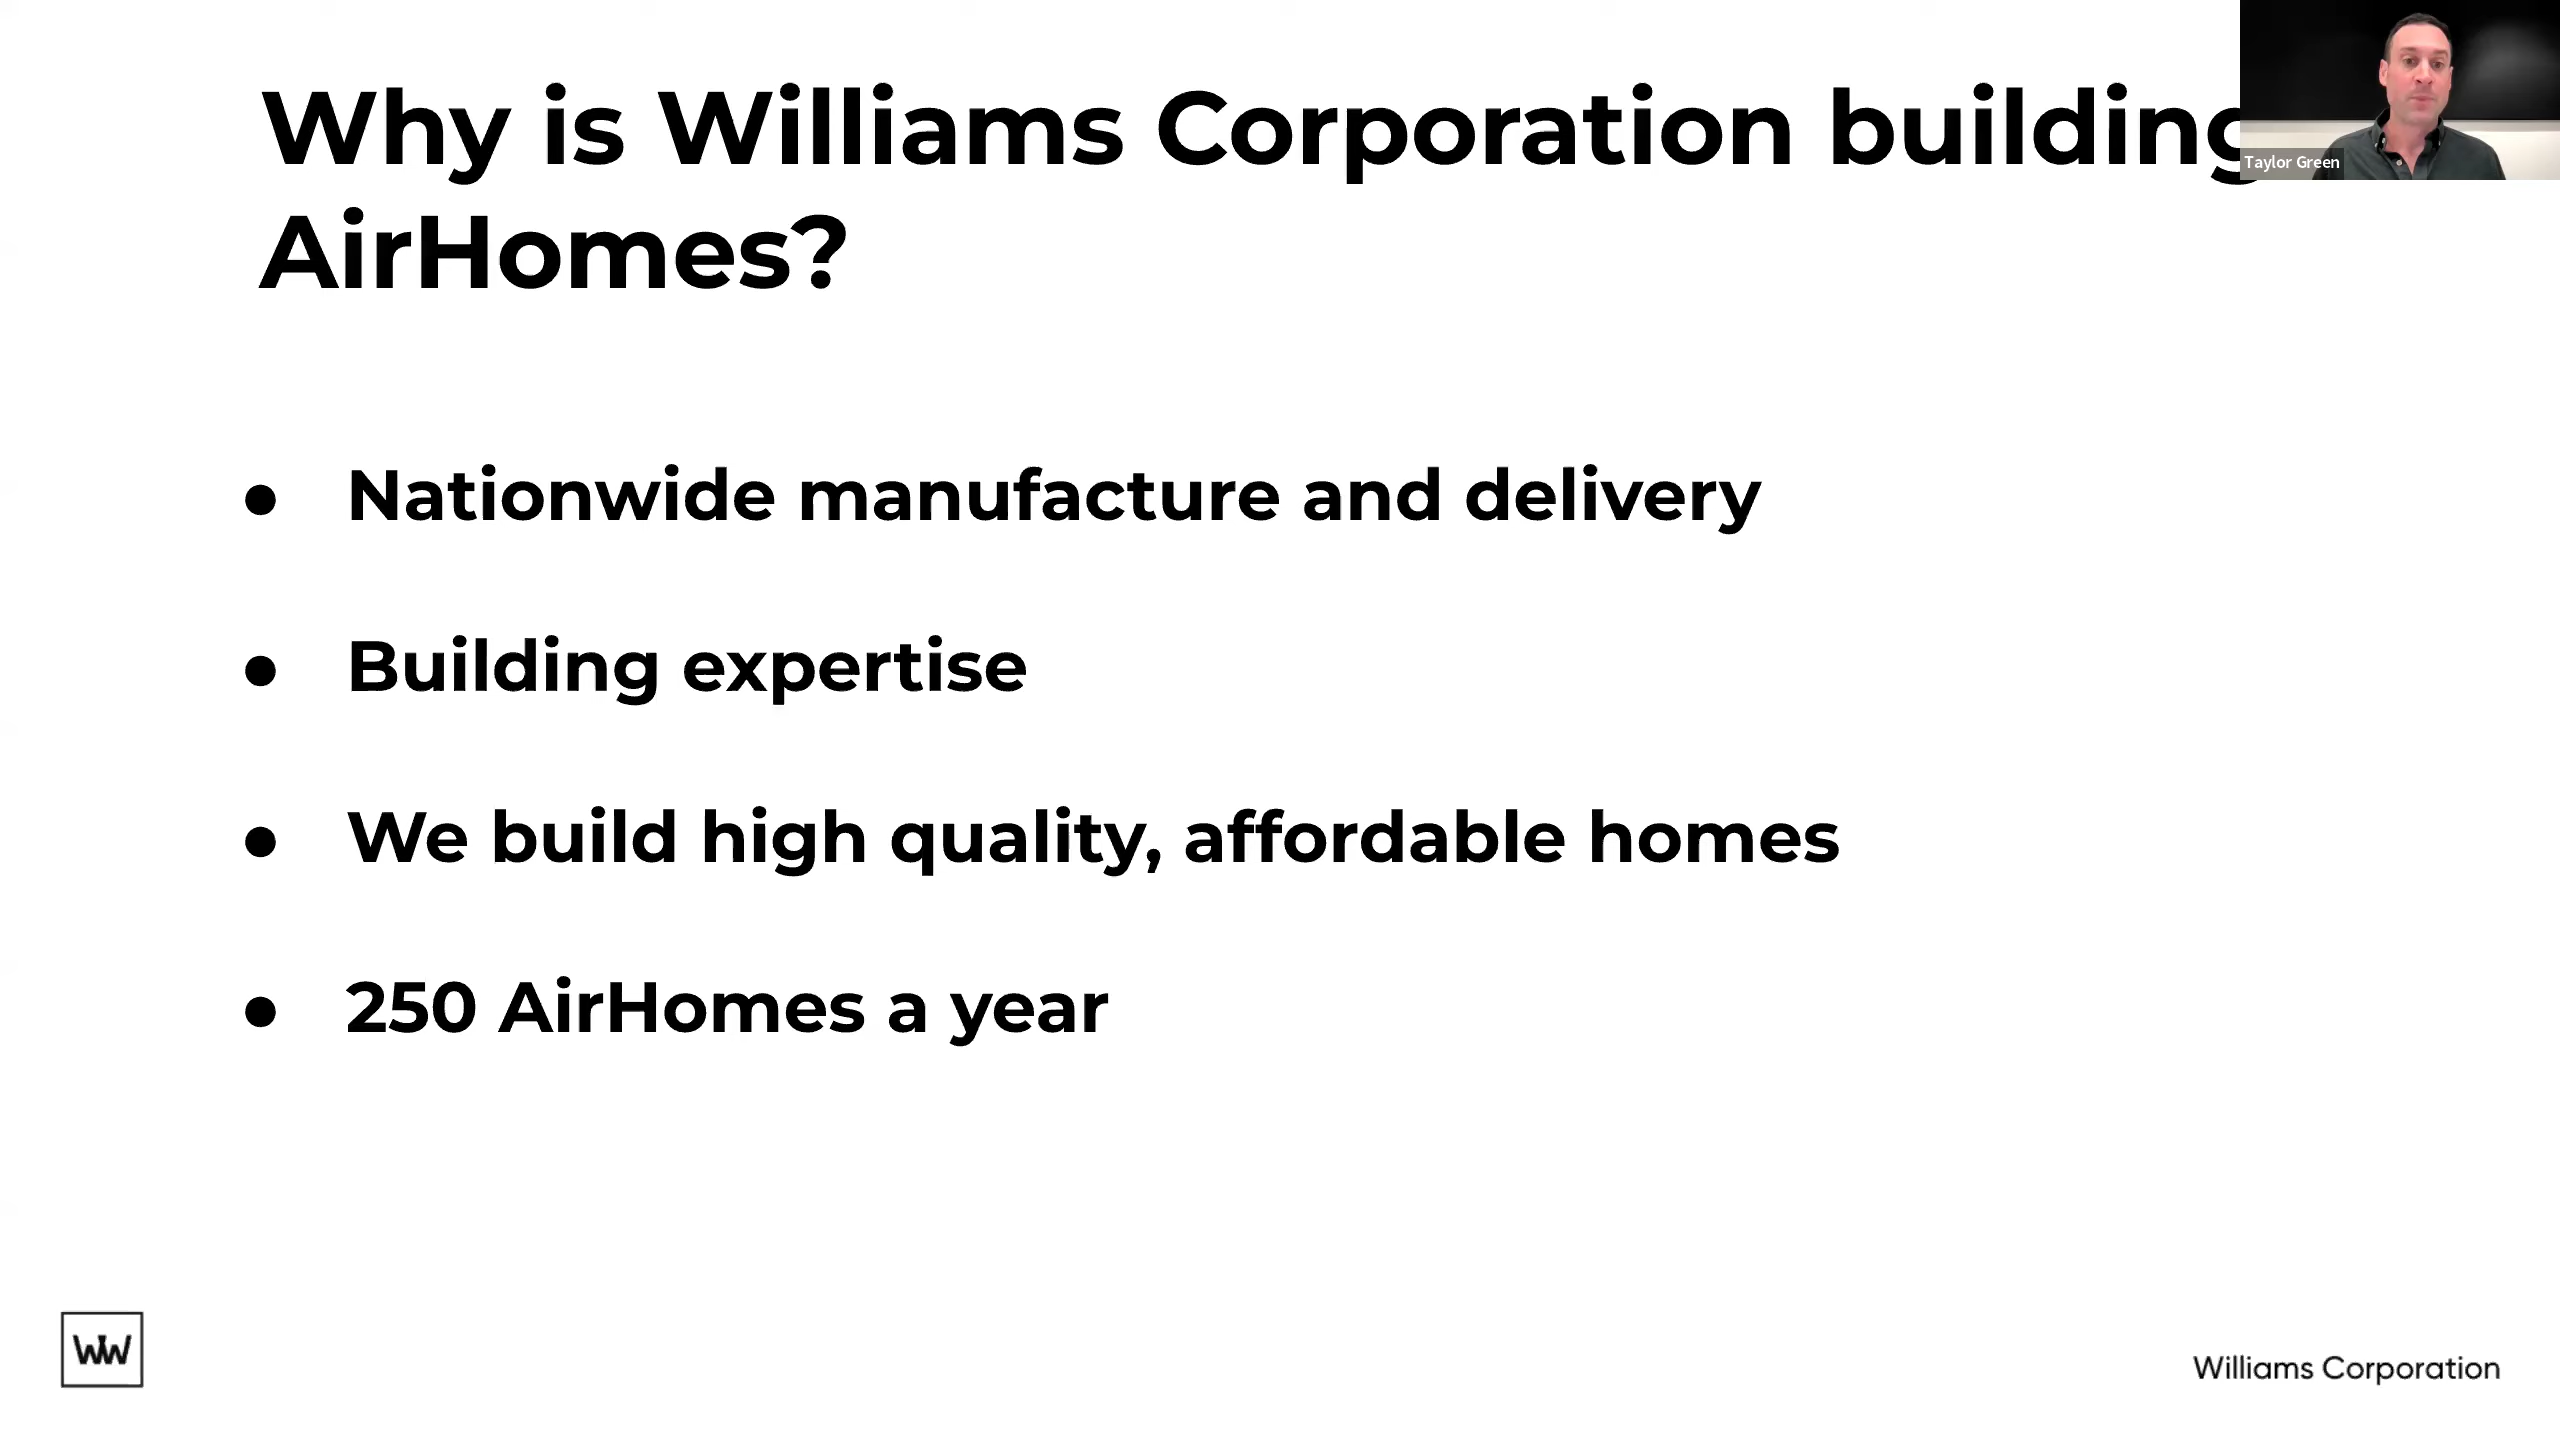 Why is Williams Corporation building
AirHomes?
Taylor Green
● Nationwide manufacture and delivery
● Building expertise
● We build high quality, affordable homes
● 250 AirHomes a year
WW
Williams Corporation